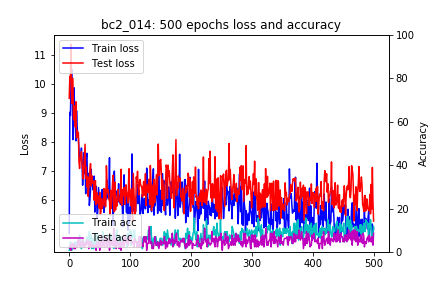 bc2_014: 500 epochs loss and accuracy
Train loss
Test loss
Train acc
Test acc
Loss
11
10
9
8
7
6
5
Accuracy
100
80
60
40
20
0
0
100
200
300
400
500